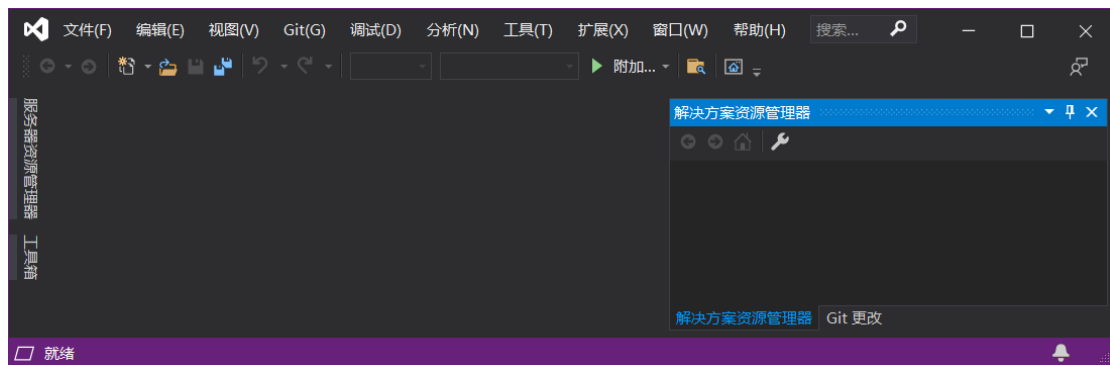 文件(F) 编辑(E) 视图(V) Git(G) 调试(D) 分析(N) 工具(T) 扩展(X) 窗口(W) 帮助(H) 搜索...
附加...
服务器资源管理器
工具箱
解决方案资源管理器
解决方案资源管理器 Git 更改
就绪